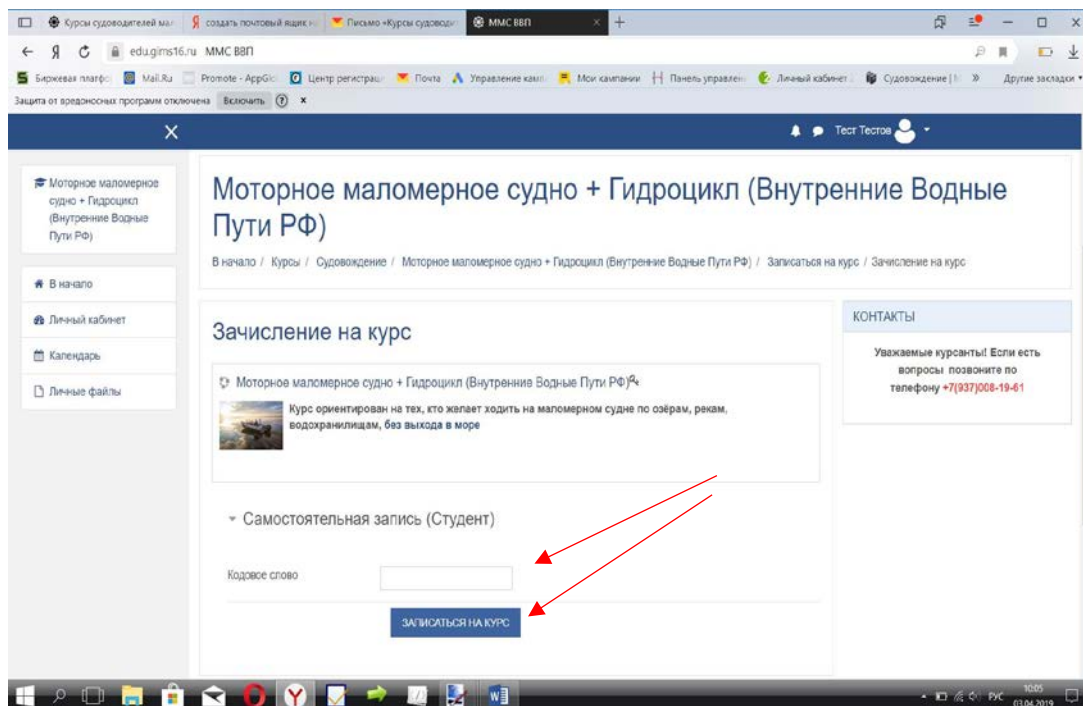 Курсы судоводителей мал
создать почтовый ящик н
Письмо «Курсы судоводи
ММС ВВП
edu.gims16.ru ММС ВВП
Биржевая платф
Mail.Ru
Promote - AppGlo
Центр регистрац
Почта
Управление камп
Мои кампании
Панель управлен
Личный кабинет
Судовождение |
Другие закладки
Защита от вредоносных программ отключена Включить
Тест Тестов
Моторное маломерное
судно + Гидроцикл
(Внутренние Водные
Пути РФ)
В начало
Личный кабинет
Календарь
Личные файлы
Моторное маломерное судно + Гидроцикл (Внутренние Водные
Пути РФ)
В начало / Курсы / Судовождение / Моторное маломерное судно + Гидроцикл (Внутренние Водные Пути РФ) / Записаться на курс / Зачисление на курс
Зачисление на курс
Моторное маломерное судно + Гидроцикл (Внутренние Водные Пути РФ)
Курс ориентирован на тех, кто желает ходить на маломерном судне по озёрам, рекам,
водохранилищам, без выхода в море
Самостоятельная запись (Студент)
Кодовое слово
ЗАПИСАТЬСЯ НА КУРС
КОНТАКТЫ
Уважаемые курсанты! Если есть
вопросы позвоните по
телефону +7(937)008-19-61
РУС
10:05
03.04.2019